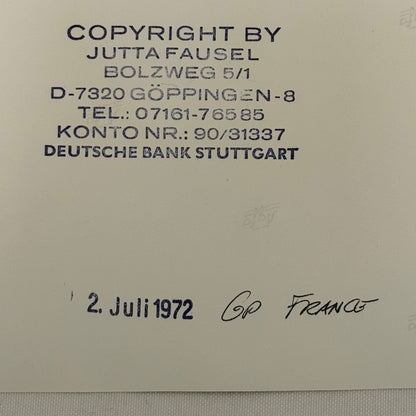 COPYRIGHT BY
JUTTA FAUSEL
BOLZWEG 5/1
D-7320 GÖPPINGEN-8
TEL.: 07161-76585
KONTO NR.: 90/31337
DEUTSCHE BANK STUTTGART
2. Juli 1972 GP FRANCE